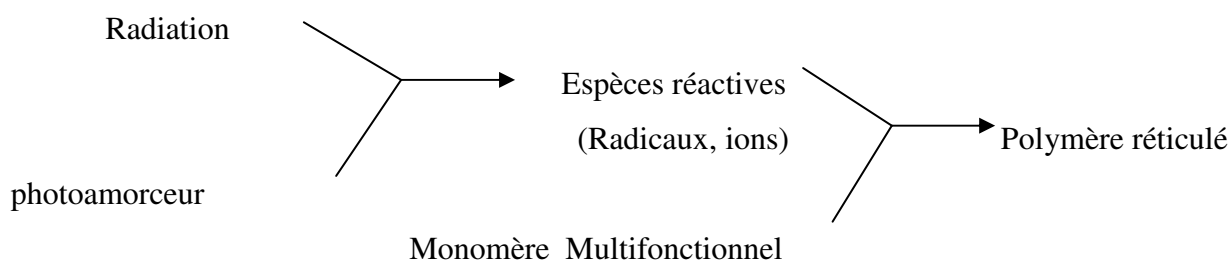 Radiation
Espèces réactives
(Radicaux, ions)
Polymère réticulé
photoamorceur
Monomère Multifonctionnel